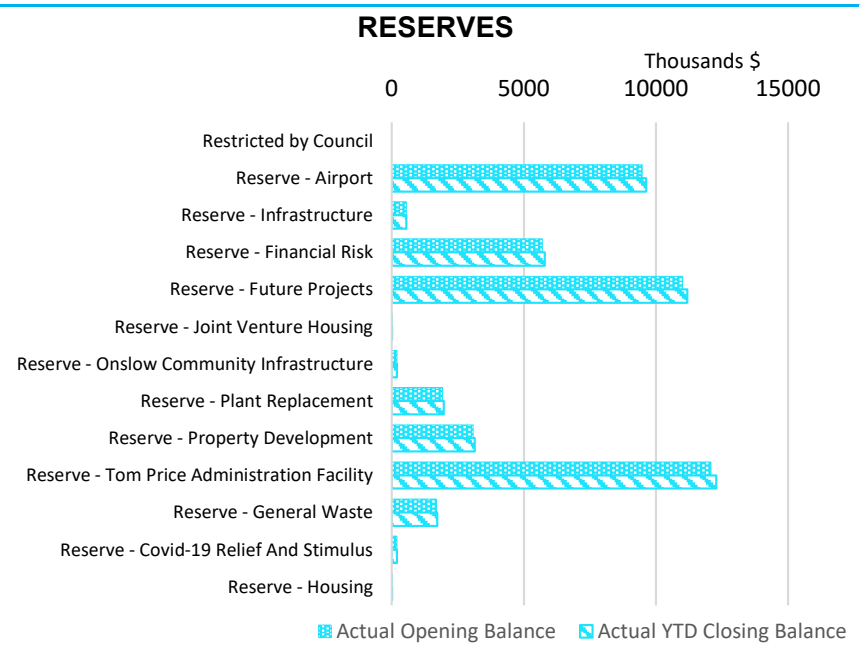 RESERVES
Thousands $
0 5000 10000 15000
Restricted by Council
Reserve - Airport
Reserve - Infrastructure
Reserve - Financial Risk
Reserve - Future Projects
Reserve - Joint Venture Housing
Reserve - Onslow Community Infrastructure
Reserve - Plant Replacement
Reserve - Property Development
Reserve - Tom Price Administration Facility
Reserve - General Waste
Reserve - Covid-19 Relief And Stimulus
Reserve - Housing
Actual Opening Balance Actual YTD Closing Balance